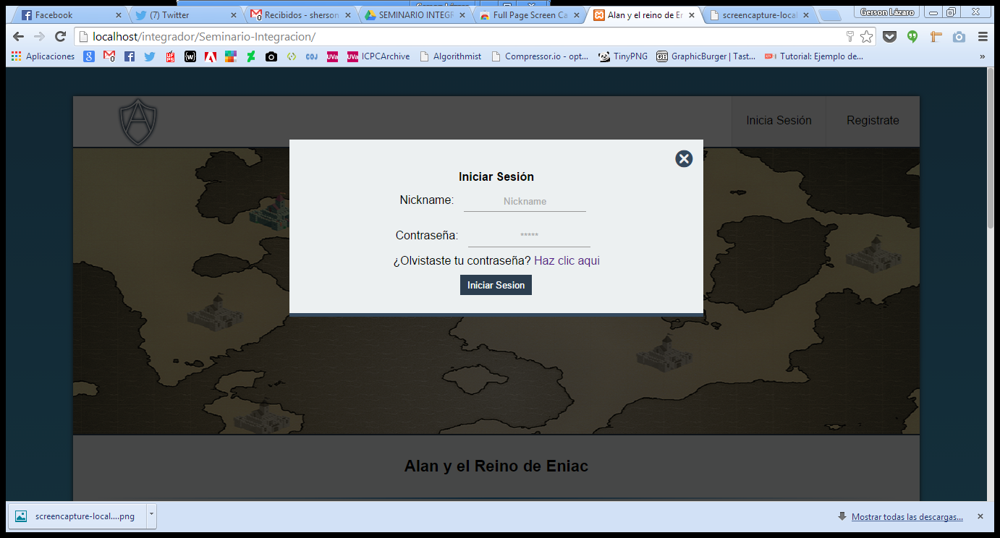 Facebook
(7) Twitter
Recibidos - sherson
SEMINARIO INTEGR
Full Page Screen Ca
Alan y el reino de En
screencapture-local
Gerson Lázaro
localhost/integrador/Seminario-Integracion/
Aplicaciones
ICPCArchive
Algorithmist
Compressor.io - opt...
TinyPNG
GraphicBurger | Tast...
Tutorial: Ejemplo de...
»
Inicia Sesión
Registrate
Iniciar Sesión
Nickname: Nickname
Contraseña: *****
¿Olvistaste tu contraseña? Haz clic aqui
Iniciar Sesion
Alan y el Reino de Eniac
screencapture-local....png
Mostrar todas las descargas...